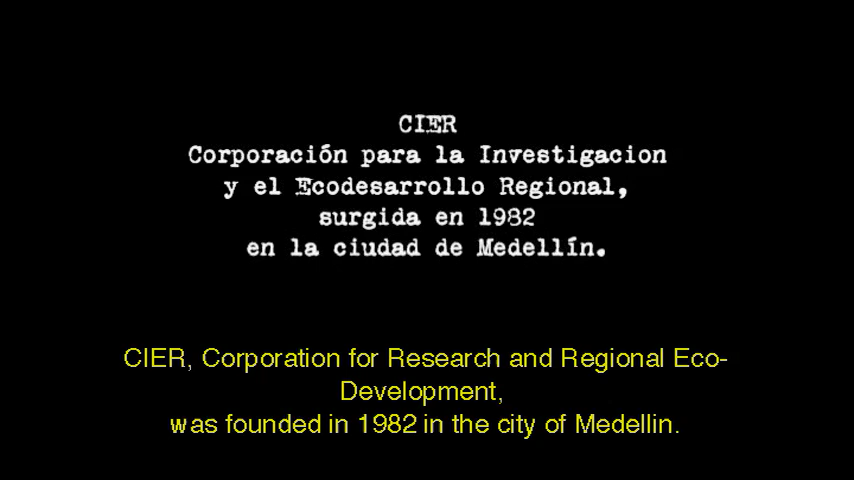 CIER
Corporación para la Investigacion
y el Ecodesarrollo Regional,
surgida en 1982
en la ciudad de Medellín.
CIER, Corporation for Research and Regional Eco-
Development,
was founded in 1982 in the city of Medellin.